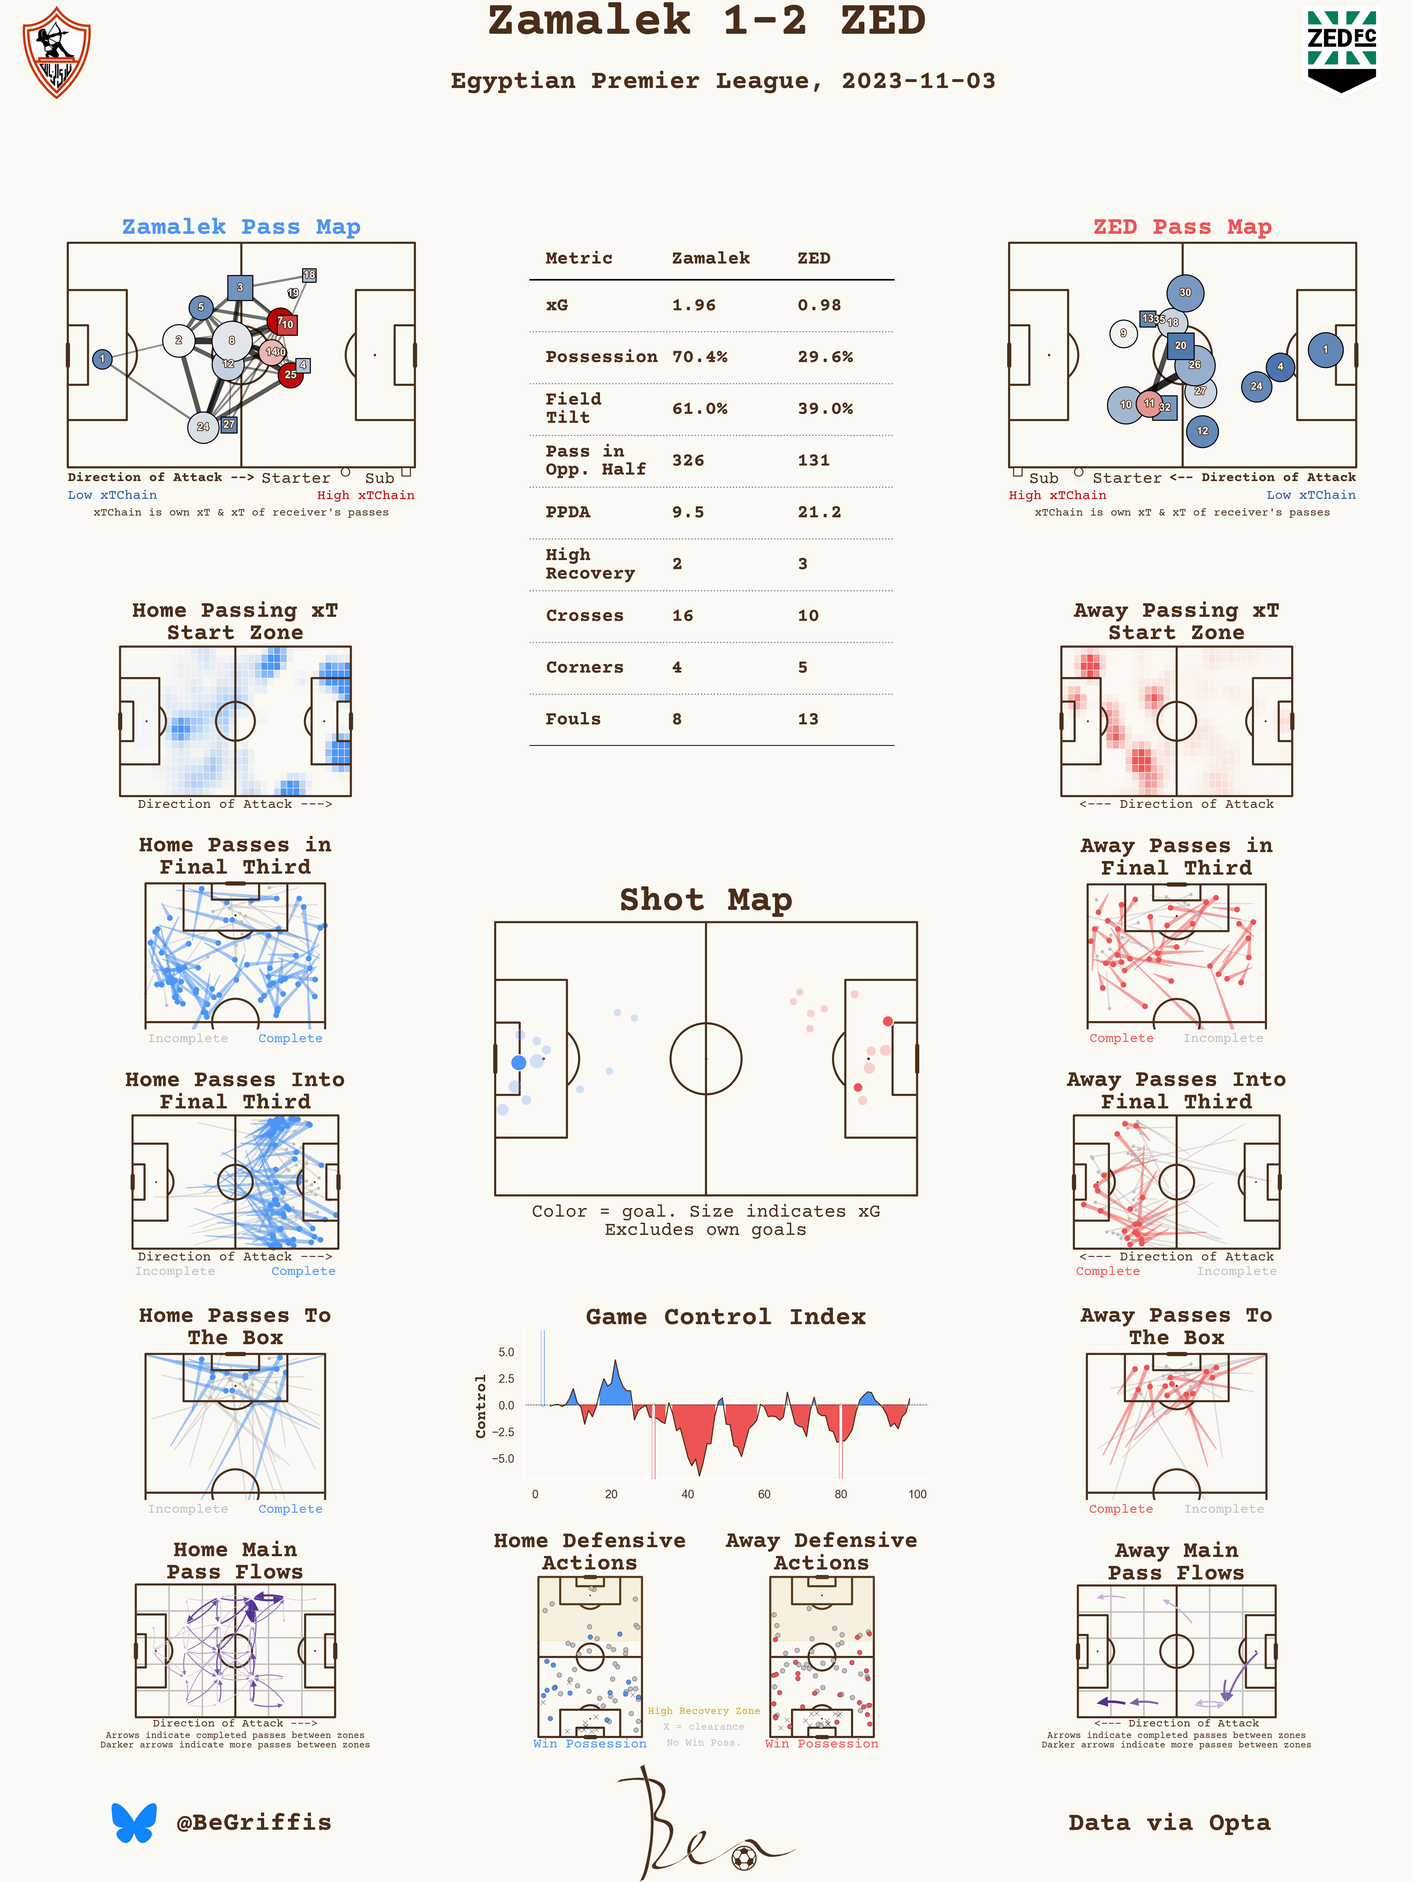 Zamalek 1-2 ZED
Egyptian Premier League, 2023-11-03
ZEDFC
Zamalek Pass Map
1
2
5
24
3
8
12
27
7
10
14
25
4
18
19
Direction of Attack --> Starter Sub
Low xTChain High xTChain
xTChain is own xT & xT of receiver's passes
Metric Zamalek ZED
xG 1.96 0.98
Possession 70.4% 29.6%
Field
Tilt 61.0% 39.0%
Pass in
Opp. Half 326 131
PPDA 9.5 21.2
High
Recovery 2 3
Crosses 16 10
Corners 4 5
Fouls 8 13
ZED Pass Map
30
13
35
18
9
20
26
27
10
11
32
12
24
4
1
Sub Starter <-- Direction of Attack
High xTChain Low xTChain
xTChain is own xT & xT of receiver's passes
Home Passing xT
Start Zone
Direction of Attack --->
Away Passing xT
Start Zone
<--- Direction of Attack
Home Passes in
Final Third
Incomplete Complete
Away Passes in
Final Third
Complete Incomplete
Shot Map
Color = goal. Size indicates xG
Excludes own goals
Home Passes Into
Final Third
Direction of Attack --->
Incomplete Complete
Away Passes Into
Final Third
<--- Direction of Attack
Complete Incomplete
Home Passes To
The Box
Incomplete Complete
Game Control Index
Control
5.0
2.5
0.0
−2.5
−5.0
0 20 40 60 80 100
Away Passes To
The Box
Complete Incomplete
Home Main
Pass Flows
Direction of Attack --->
Arrows indicate completed passes between zones
Darker arrows indicate more passes between zones
Home Defensive
Actions
Win Possession
Away Defensive
Actions
Win Possession
High Recovery Zone
X = clearance
No Win Poss.
Away Main
Pass Flows
<--- Direction of Attack
Arrows indicate completed passes between zones
Darker arrows indicate more passes between zones
@BeGriffis
Ben
Data via Opta